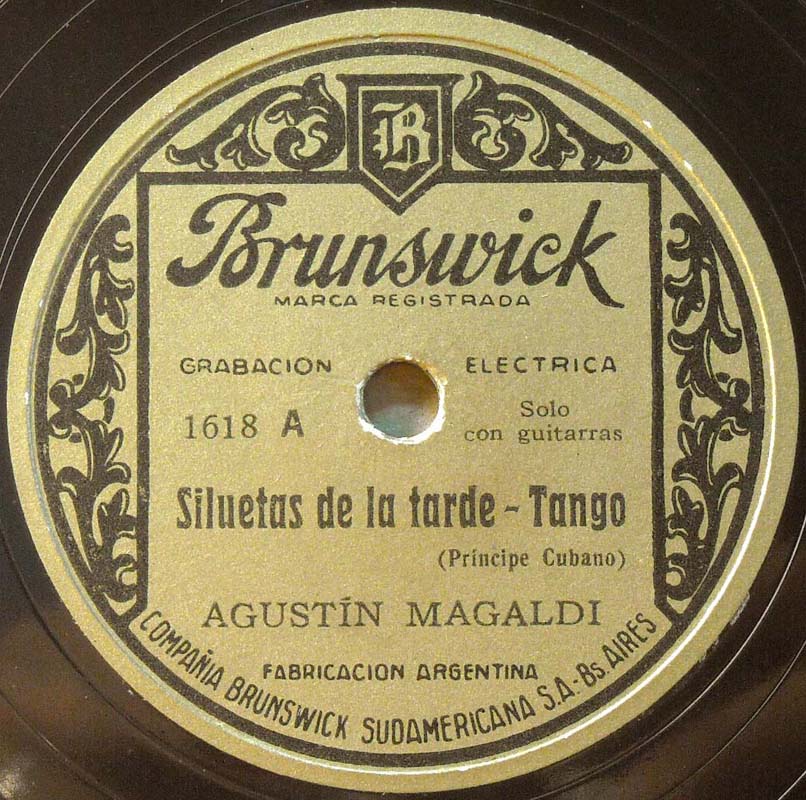 B
Brunswick
MARCA REGISTRADA
GRABACION ELECTRICA
1618 A
Solo
con guitarras
Siluetas de la tarde - Tango
(Príncipe Cubano)
AGUSTÍN MAGALDI
FABRICACION ARGENTINA
COMPAÑIA BRUNSWICK SUDAMERICANA S.A.-Bs. AIRES